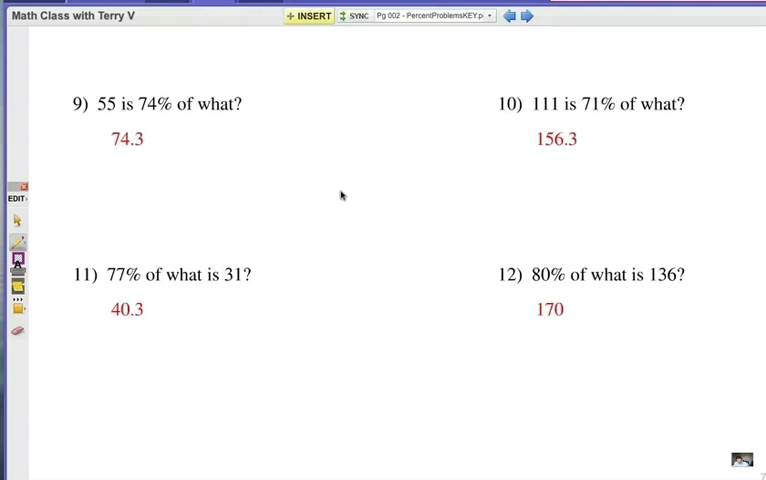 Math Class with Terry V
INSERT
SYNC
Pg 002 - PercentProblemsKEY.p
9) 55 is 74% of what?
74.3
10) 111 is 71% of what?
156.3
EDIT
11) 77% of what is 31?
40.3
12) 80% of what is 136?
170
7